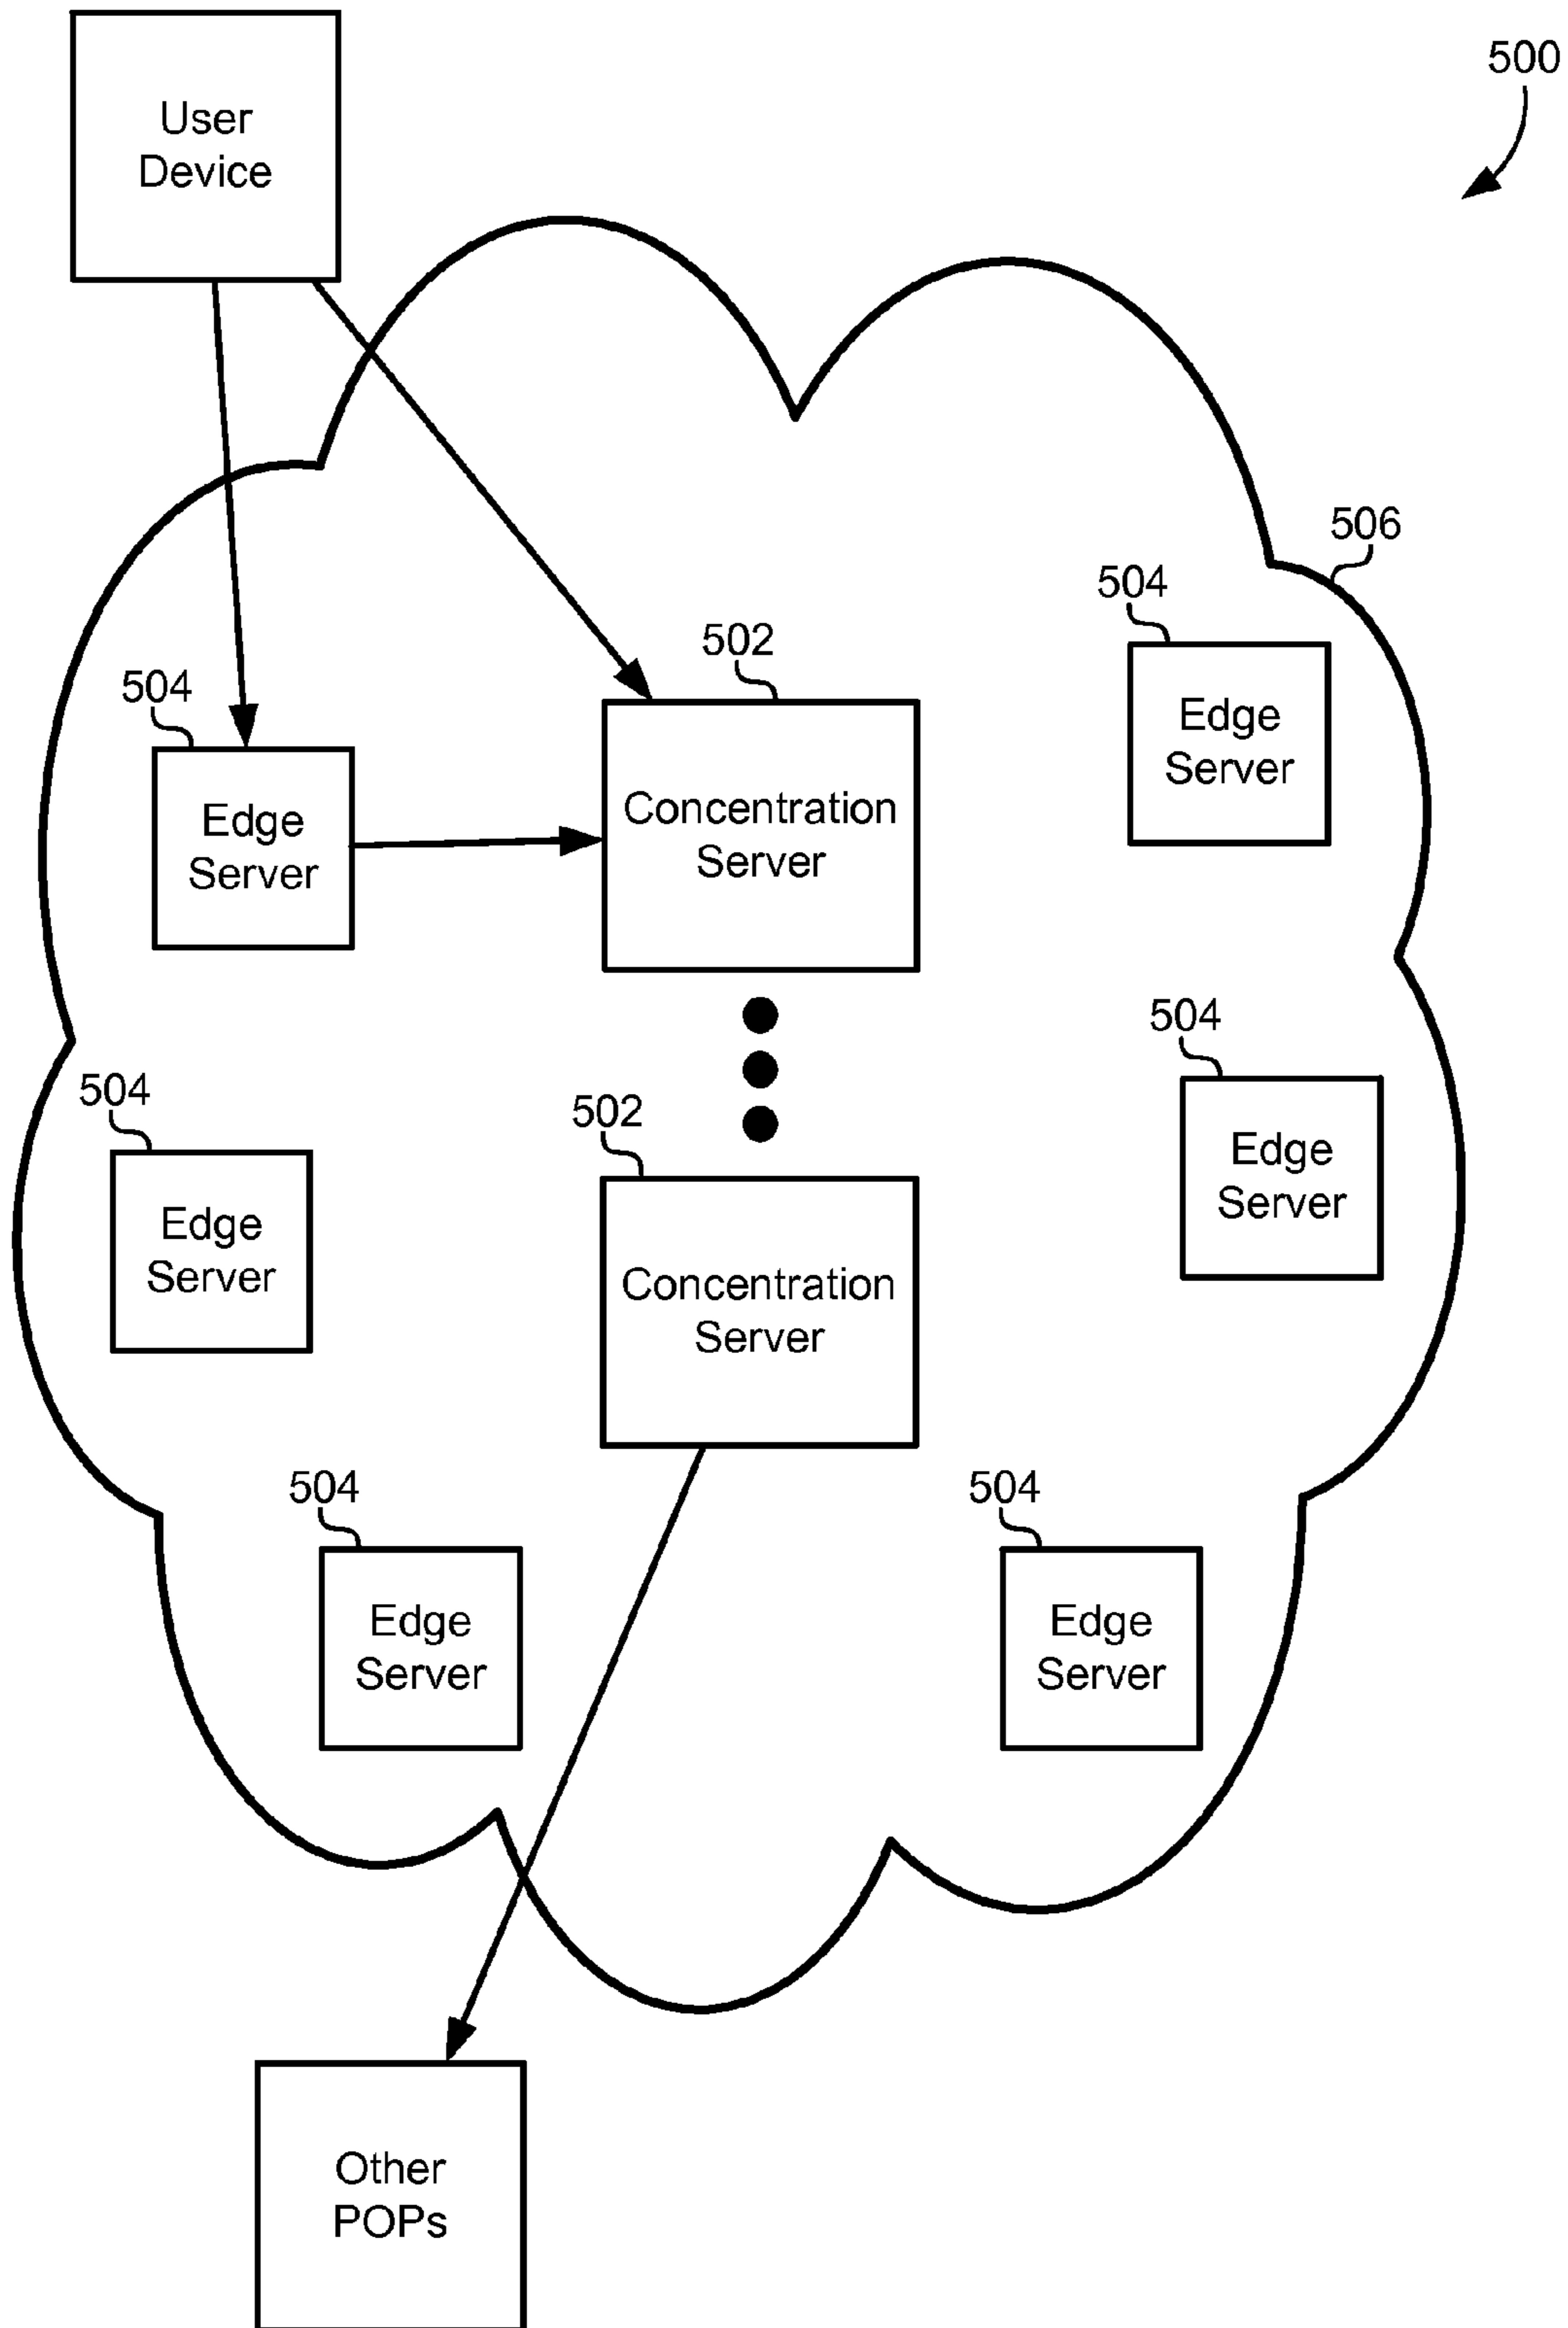 500
User
Device
506
504
502
504
Edge
Server
Concentration
Server
Edge
Server
504
504
502
Edge
Server
Edge
Server
Concentration
Server
504
504
Edge
Server
Edge
Server
Other
POPs